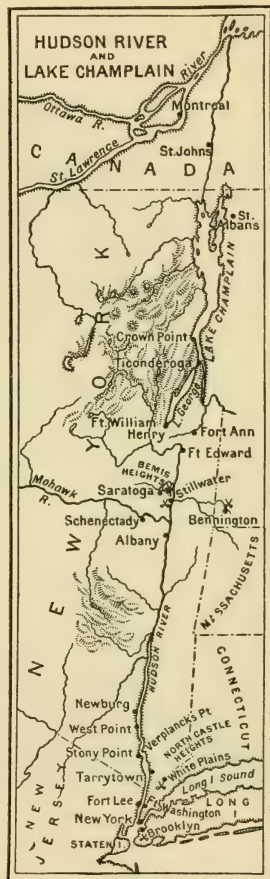 HUDSON RIVER
AND
LAKE CHAMPLAIN
Ottawa R.
River
Montreal
St. Lawrence
St. Johns
CANADA
St.
Albans
LAKE CHAMPLAIN
Crown Point
Ticonderoga
L. George
Ft. William
Henry
Fort Ann
Ft Edward
BEMIS
HEIGHTS
Saratoga
Stillwater
Mohawk
R.
Schenectady
Bennington
Albany
MASSACHUSETTS
NEW YORK
HUDSON RIVER
CONNECTICUT
Newburg
Verplanck's Pt
West Point
NORTH CASTLE
HEIGHTS
Stony Point
White Plains
Tarrytown
Long I Sound
NEW
JERSEY
Fort Lee
Ft. Washington
LONG
I
New York
Brooklyn
STATEN I.